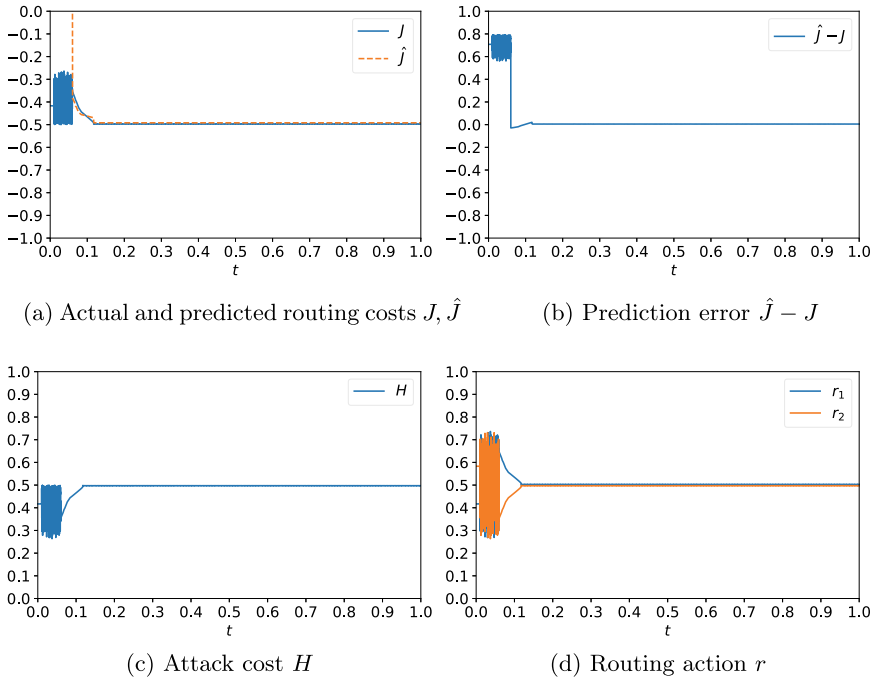 0.0
−0.1
−0.2
−0.3
−0.4
−0.5
−0.6
−0.7
−0.8
−0.9
−1.0
0.0 0.1 0.2 0.3 0.4 0.5 0.6 0.7 0.8 0.9 1.0
t
J
Ĵ
(a) Actual and predicted routing costs J, Ĵ
1.0
0.8
0.6
0.4
0.2
0.0
−0.2
−0.4
−0.6
−0.8
−1.0
0.0 0.1 0.2 0.3 0.4 0.5 0.6 0.7 0.8 0.9 1.0
t
Ĵ − J
(b) Prediction error Ĵ − J
1.0
0.9
0.8
0.7
0.6
0.5
0.4
0.3
0.2
0.1
0.0
0.0 0.1 0.2 0.3 0.4 0.5 0.6 0.7 0.8 0.9 1.0
t
H
(c) Attack cost H
1.0
0.9
0.8
0.7
0.6
0.5
0.4
0.3
0.2
0.1
0.0
0.0 0.1 0.2 0.3 0.4 0.5 0.6 0.7 0.8 0.9 1.0
t
r₁
r₂
(d) Routing action r